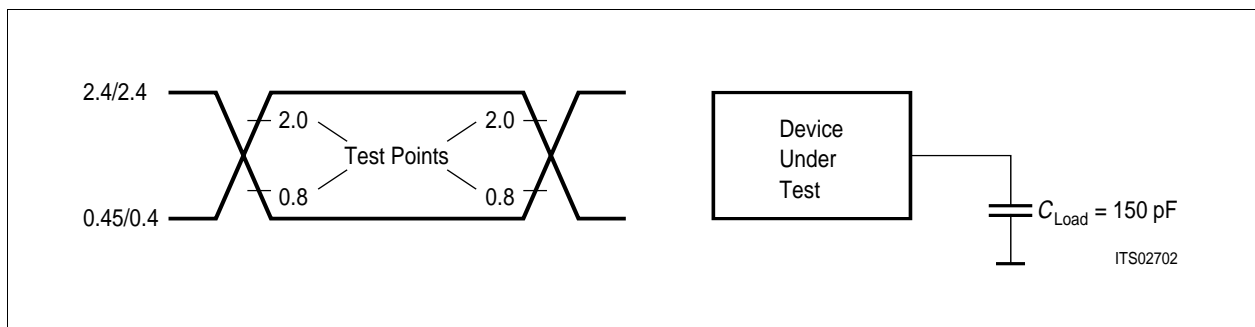 2.4/2.4
2.0
2.0
Test Points
0.8
0.8
0.45/0.4
Device
Under
Test
C Load = 150 pF
ITS02702